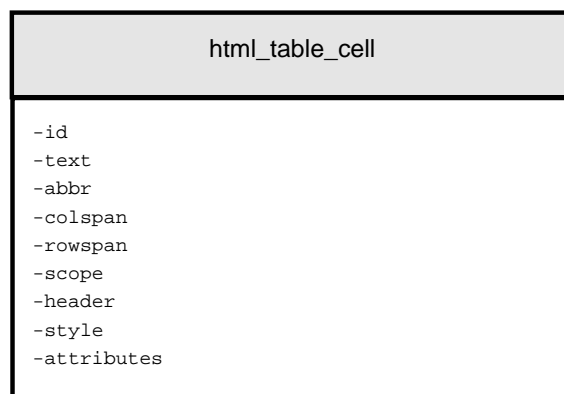 html_table_cell
-id
-text
-abbr
-colspan
-rowspan
-scope
-header
-style
-attributes